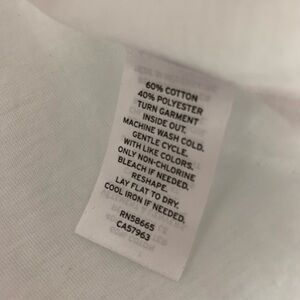 60% COTTON
40% POLYESTER
TURN GARMENT
INSIDE OUT.
MACHINE WASH COLD.
GENTLE CYCLE.
WITH LIKE COLORS.
ONLY NON-CHLORINE
BLEACH IF NEEDED.
RESHAPE.
LAY FLAT TO DRY.
COOL IRON IF NEEDED.
RN58665
CA57963